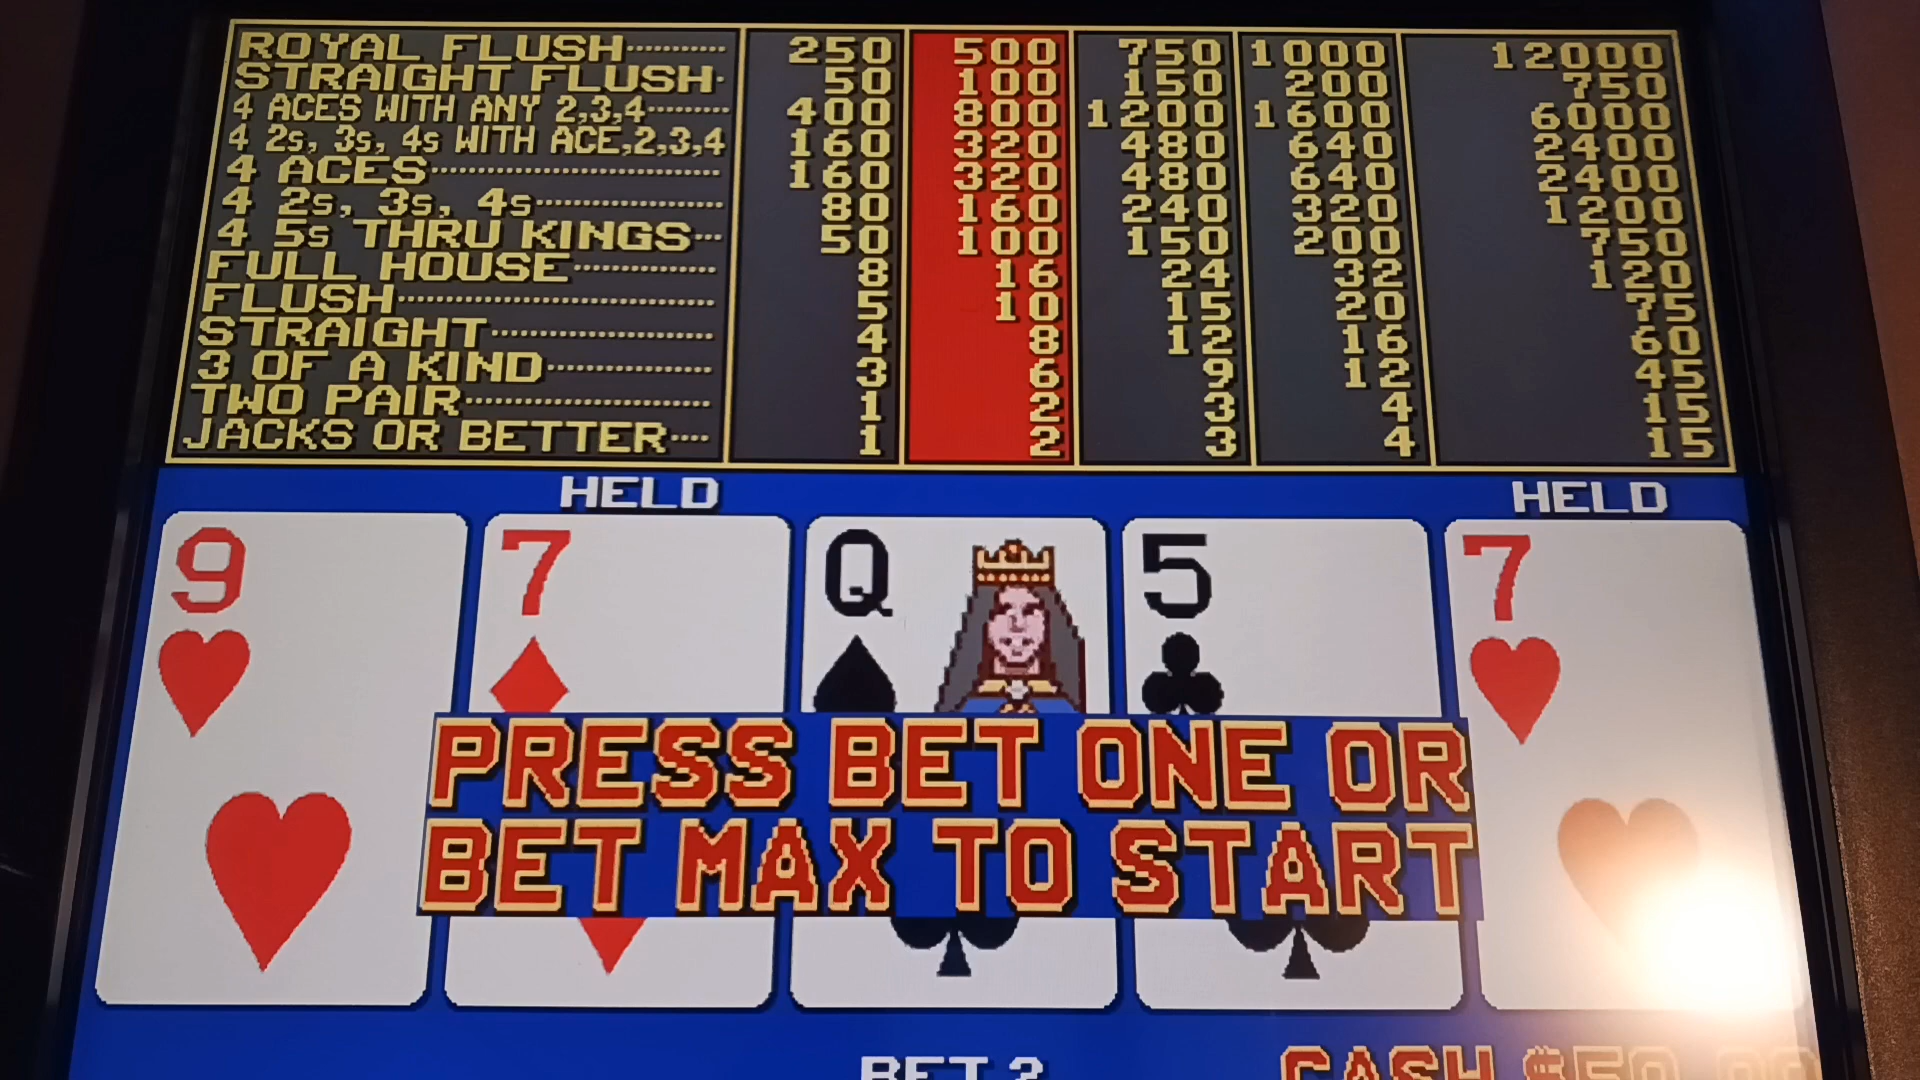 ROYAL FLUSH 250 500 750 1000 12000
STRAIGHT FLUSH 50 100 150 200 750
4 ACES WITH ANY 2,3,4 400 800 1200 1600 6000
4 2s, 3s, 4s WITH ACE,2,3,4 160 320 480 640 2400
4 ACES 160 320 480 640 2400
4 2s, 3s, 4s 80 160 240 320 1200
4 5s THRU KINGS 50 100 150 200 750
FULL HOUSE 8 16 24 32 120
FLUSH 5 10 15 20 75
STRAIGHT 4 8 12 16 60
3 OF A KIND 3 6 9 12 45
TWO PAIR 1 2 3 4 15
JACKS OR BETTER 1 2 3 4 15
HELD HELD
9 7 Q 5 7
PRESS BET ONE OR
BET MAX TO START
BET 2
CASH